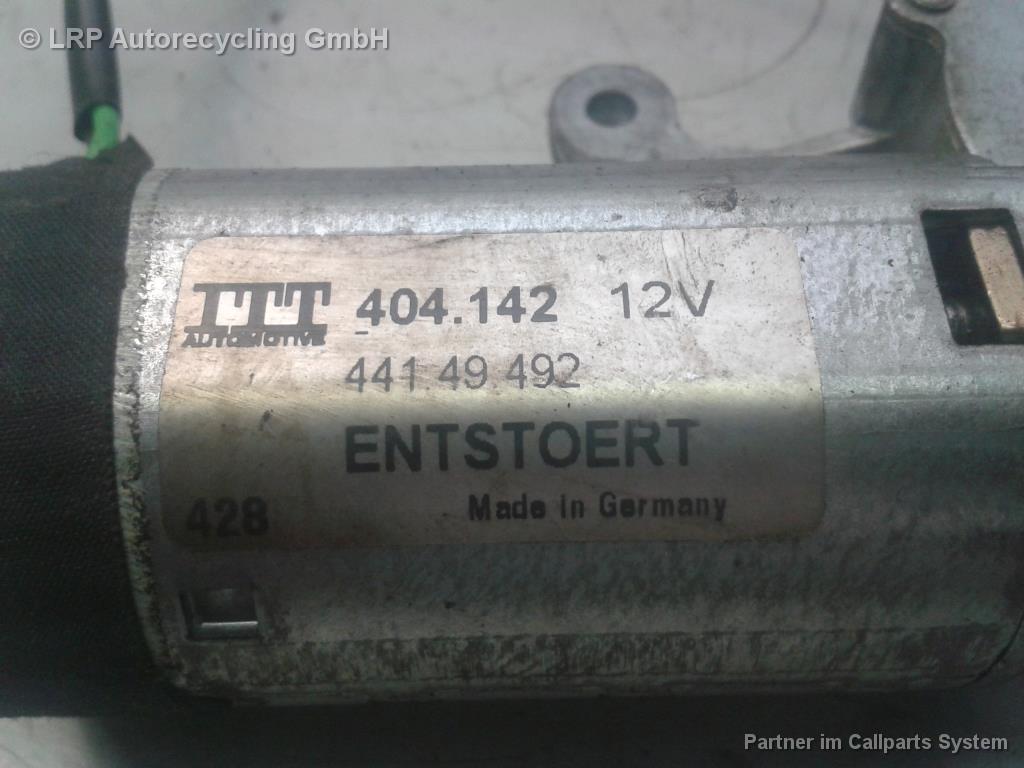 © LRP Autorecycling GmbH
ITT 404.142 12V
AUTOMOTIVE
441 49 492
ENTSTOERT
428 Made in Germany
Partner im Callparts System